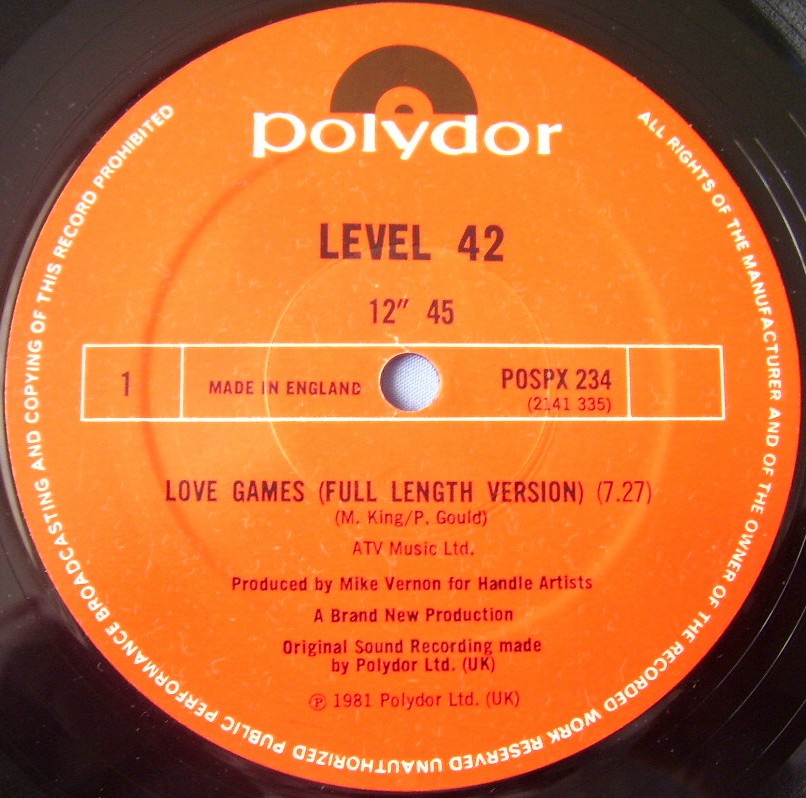 polydor
LEVEL 42
12" 45
1
MADE IN ENGLAND
POSPX 234
(2141 335)
LOVE GAMES (FULL LENGTH VERSION) (7.27)
(M. King/P. Gould)
ATV Music Ltd.
Produced by Mike Vernon for Handle Artists
A Brand New Production
Original Sound Recording made
by Polydor Ltd. (UK)
℗ 1981 Polydor Ltd. (UK)
ALL RIGHTS OF THE MANUFACTURER AND OF THE OWNER OF THE RECORDED WORK RESERVED UNAUTHORIZED PUBLIC PERFORMANCE BROADCASTING AND COPYING OF THIS RECORD PROHIBITED